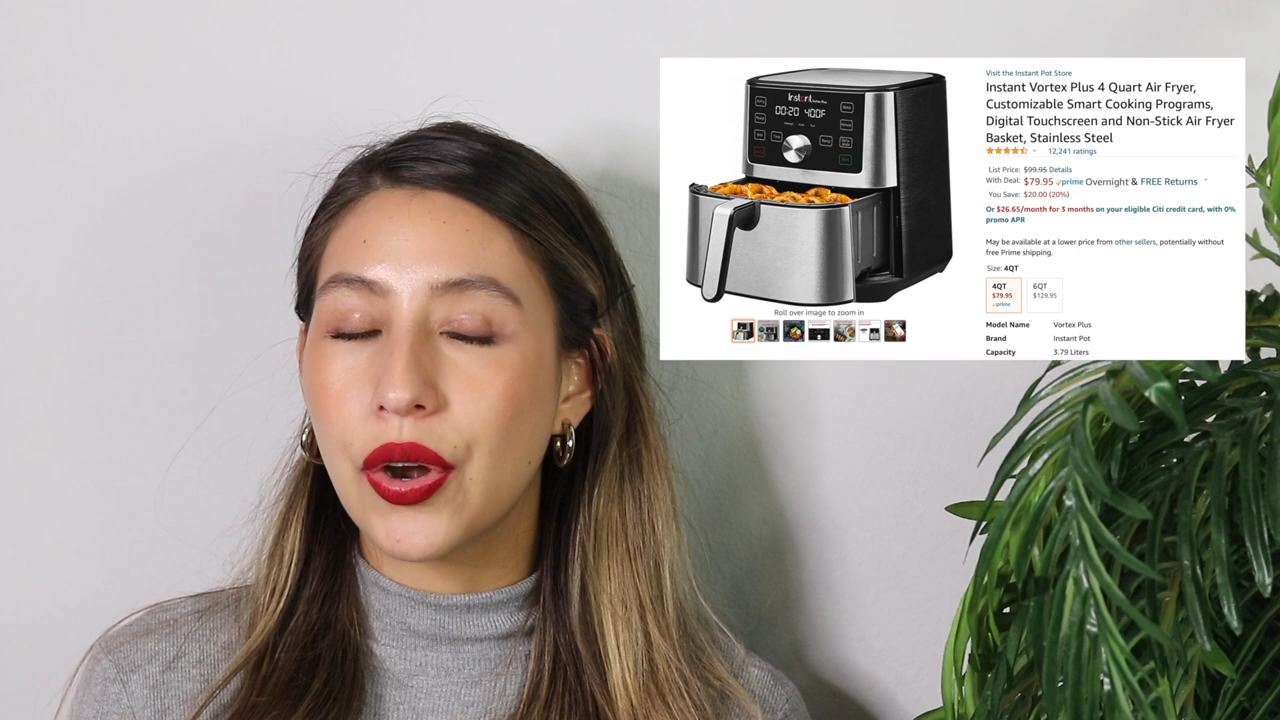 Visit the Instant Pot Store
Instant Vortex Plus 4 Quart Air Fryer,
Customizable Smart Cooking Programs,
Digital Touchscreen and Non-Stick Air Fryer
Basket, Stainless Steel
12,241 ratings
List Price: $99.95 Details
With Deal: $79.95 prime Overnight & FREE Returns
You Save: $20.00 (20%)
Or $26.65/month for 3 months on your eligible Citi credit card, with 0%
promo APR
May be available at a lower price from other sellers, potentially without
free Prime shipping.
Size: 4QT
4QT 6QT
$79.95 $129.95
prime
Model Name Vortex Plus
Brand Instant Pot
Capacity 3.79 Liters
Instant Vortex Plus
00:20 400F
Roll over image to zoom in